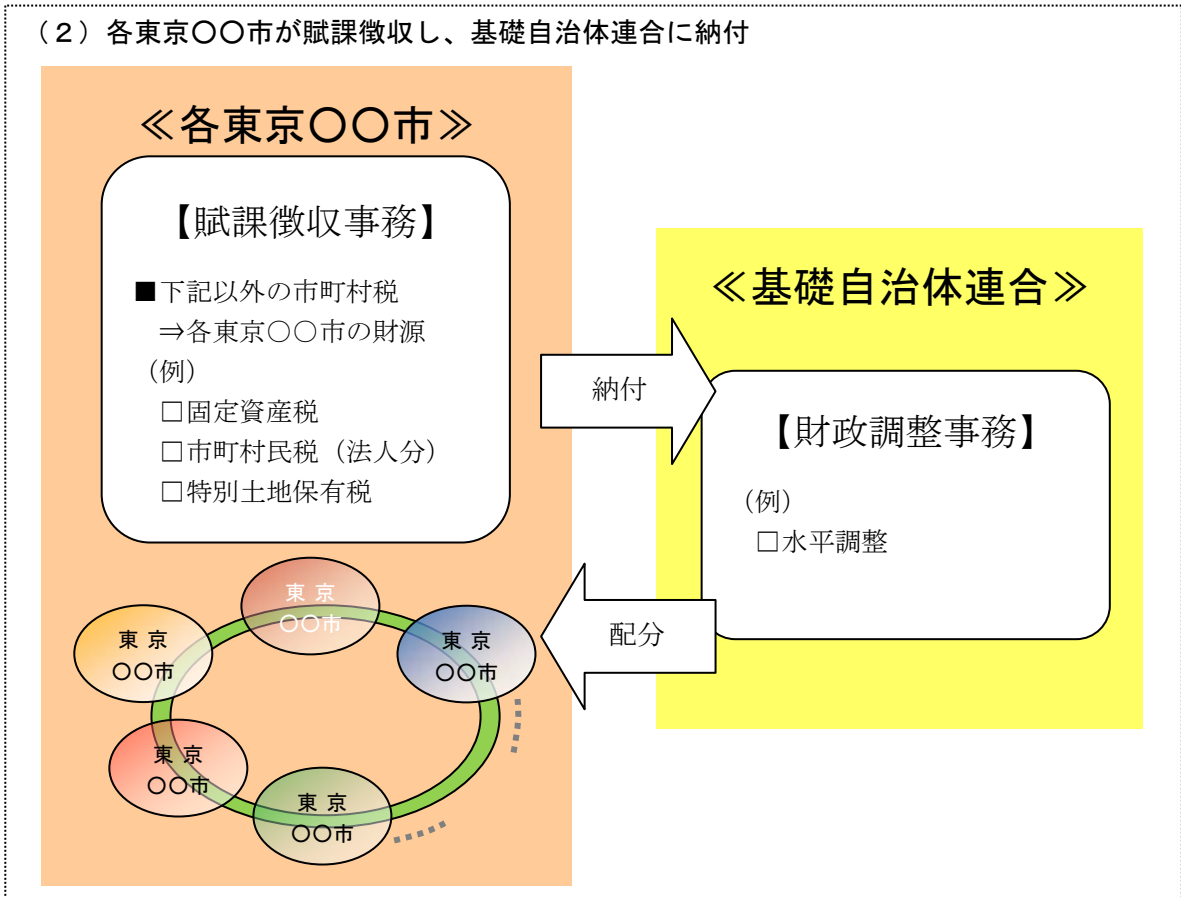 （２）各東京〇〇市が賦課徴収し、基礎自治体連合に納付
≪各東京〇〇市≫
【賦課徴収事務】
■下記以外の市町村税
⇒各東京〇〇市の財源
（例）
□固定資産税
□市町村民税（法人分）
□特別土地保有税
納付
≪基礎自治体連合≫
【財政調整事務】
（例）
□水平調整
配分
東京
〇〇市
東京
〇〇市
東京
〇〇市
東京
〇〇市
東京
〇〇市